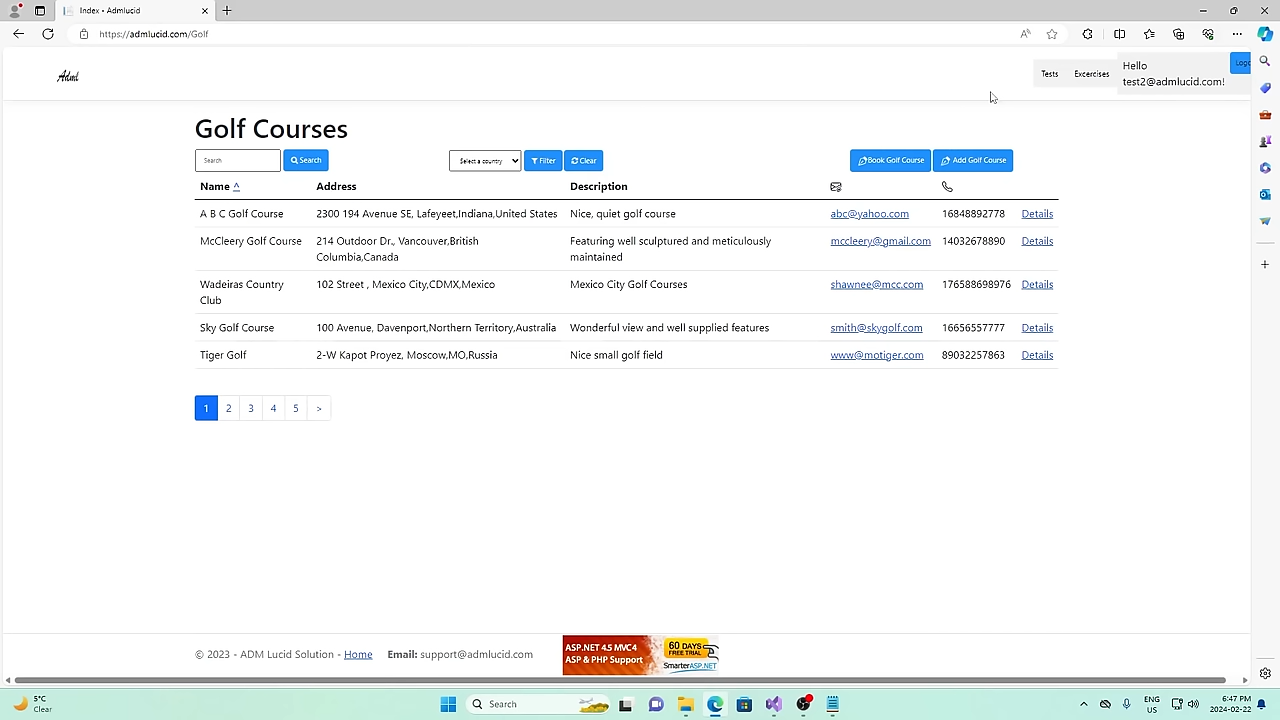 Index - Admlucid
https://admlucid.com/Golf
Adml
Tests Excercises Hello
test2@admlucid.com!
Golf Courses
Search Search Select a country Filter Clear Book Golf Course Add Golf Course
Name ^ Address Description
A B C Golf Course 2300 194 Avenue SE, Lafeyeet,Indiana,United States Nice, quiet golf course abc@yahoo.com 16848892778 Details
McCleery Golf Course 214 Outdoor Dr., Vancouver,British Featuring well sculptured and meticulously mccleery@gmail.com 14032678890 Details
Columbia,Canada maintained
Wadeiras Country 102 Street , Mexico City,CDMX,Mexico Mexico City Golf Courses shawnee@mcc.com 176588698976 Details
Club
Sky Golf Course 100 Avenue, Davenport,Northern Territory,Australia Wonderful view and well supplied features smith@skygolf.com 16656557777 Details
Tiger Golf 2-W Kapot Proyez, Moscow,MO,Russia Nice small golf field www@motiger.com 89032257863 Details
1 2 3 4 5 >
© 2023 - ADM Lucid Solution - Home Email: support@admlucid.com
ASP.NET 4.5 MVC4
ASP & PHP Support
60 DAYS
FREE TRIAL
SmarterASP.NET
5°C
Clear
Search
ENG
US
6:47 PM
2024-02-22